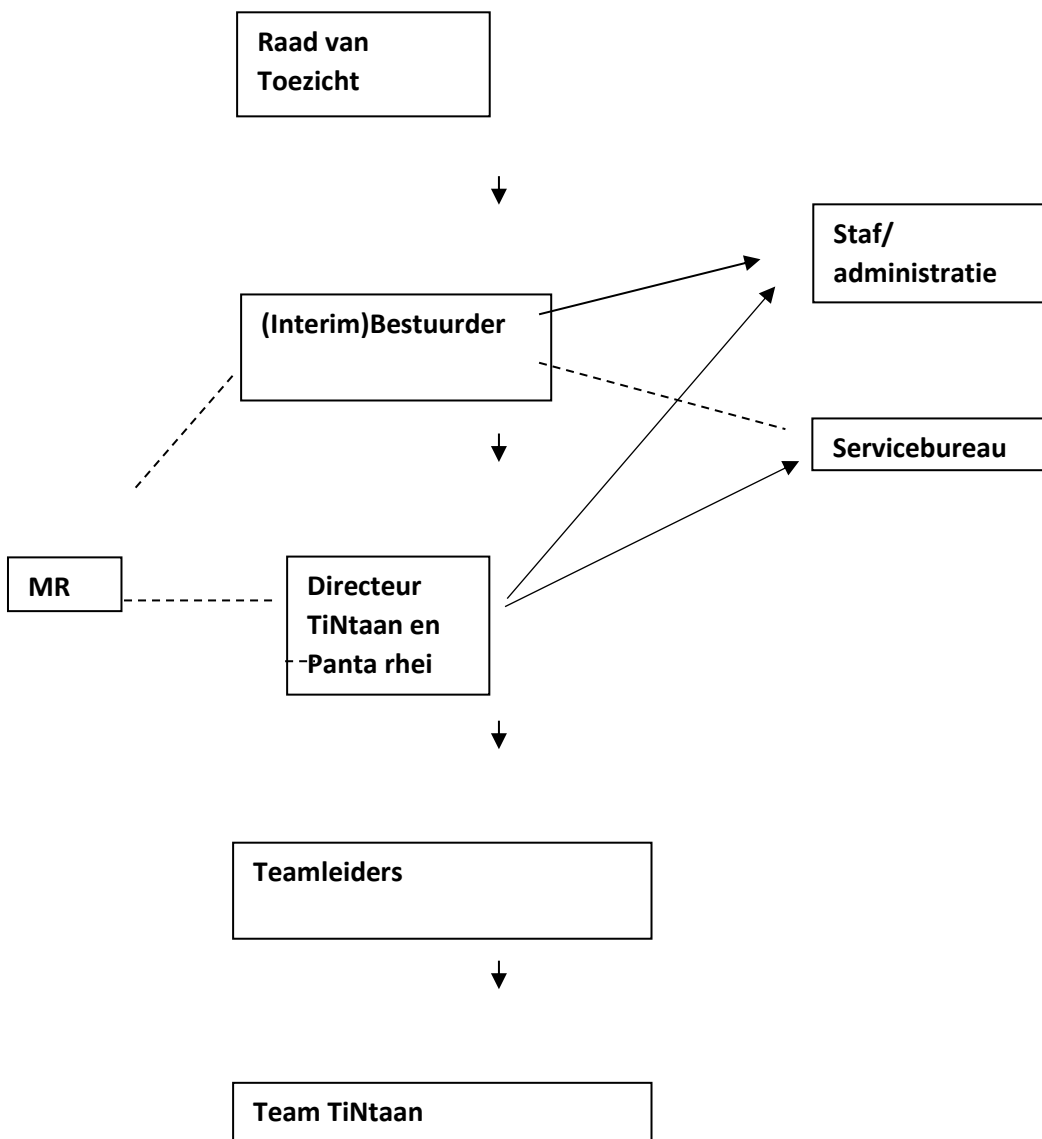 Raad van
Toezicht
Staf/
administratie
(Interim)Bestuurder
Servicebureau
MR
Directeur
TiNtaan en
Panta rhei
Teamleiders
Team TiNtaan